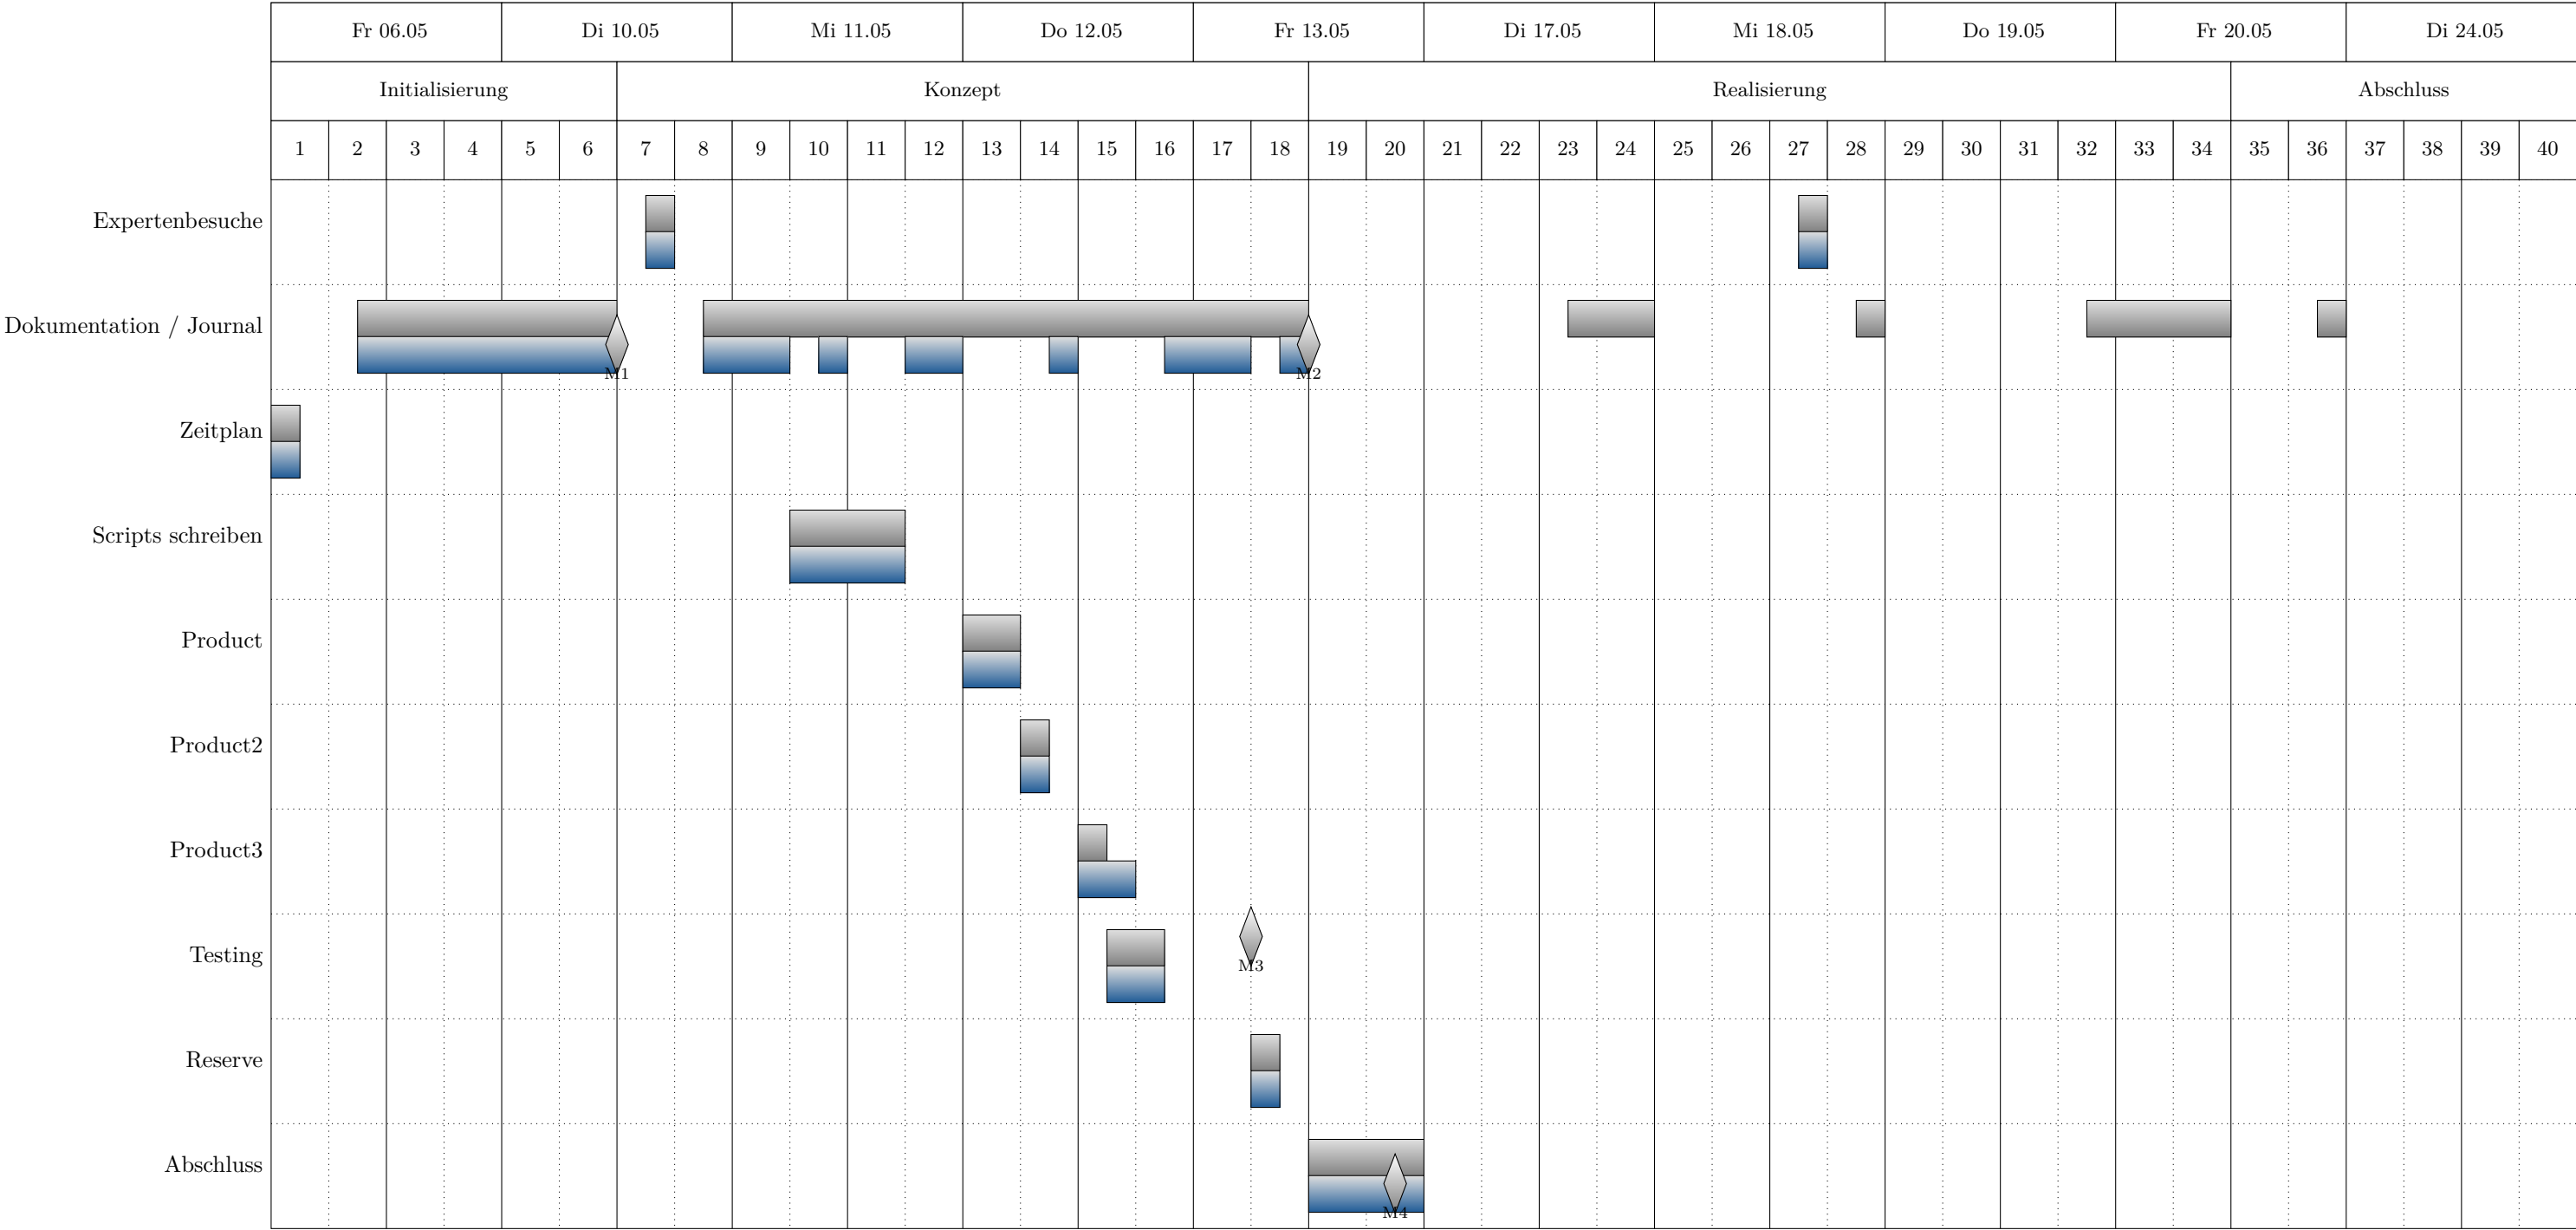 Fr 06.05 Di 10.05 Mi 11.05 Do 12.05 Fr 13.05 Di 17.05 Mi 18.05 Do 19.05 Fr 20.05 Di 24.05
Initialisierung Konzept Realisierung Abschluss
1 2 3 4 5 6 7 8 9 10 11 12 13 14 15 16 17 18 19 20 21 22 23 24 25 26 27 28 29 30 31 32 33 34 35 36 37 38 39 40
Expertenbesuche
Dokumentation / Journal
M1 M2
Zeitplan
Scripts schreiben
Product
Product2
Product3
Testing
M3
Reserve
Abschluss
M4